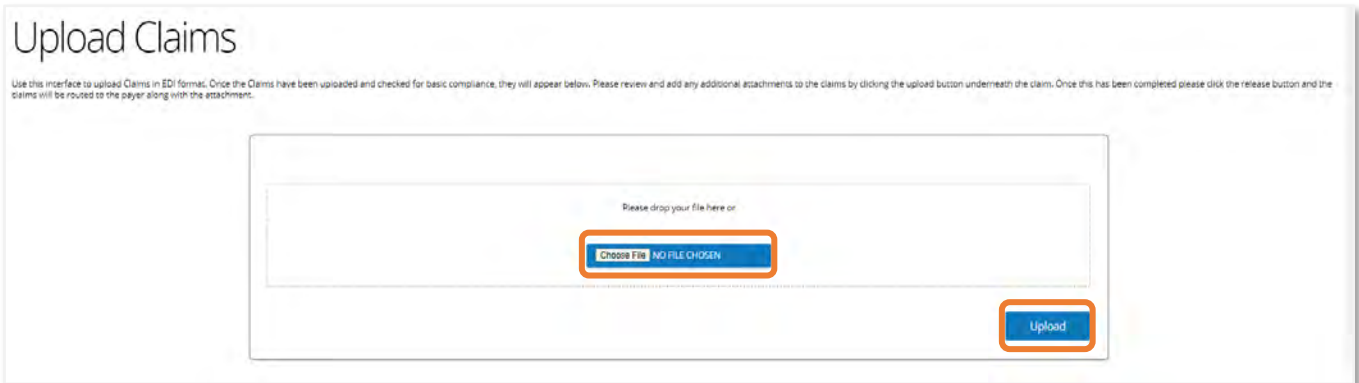 Upload Claims
Use this interface to upload Claims in EDI format. Once the Claims have been uploaded and checked for basic compliance, they will appear below. Please review and add any additional attachments to the claims by clicking the upload button underneath the claim. Once this has been completed please click the release button and the
claims will be routed to the payer along with the attachment.
Please drop your file here or
Choose File NO FILE CHOSEN
Upload